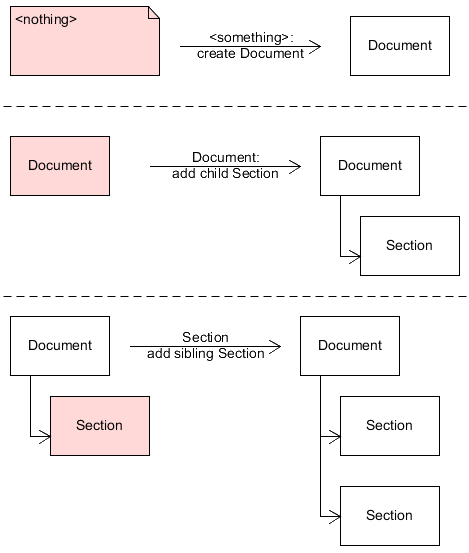 <nothing>
<something>:
create Document
Document
Document
Document:
add child Section
Document
Section
Document
Section
add sibling Section
Document
Section
Section
Section